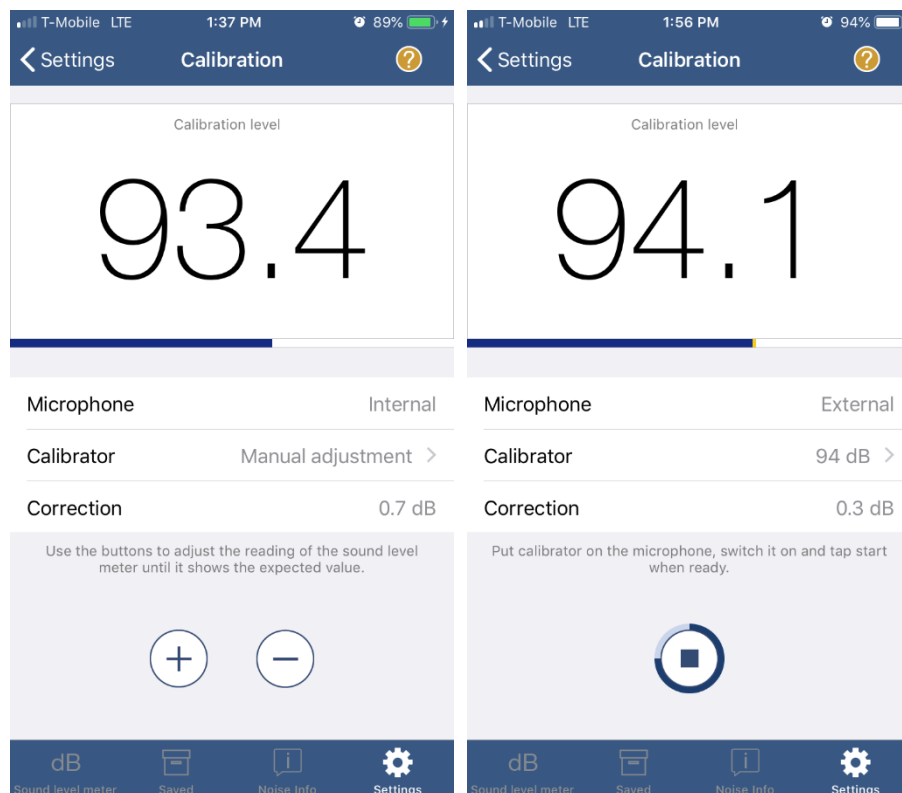 T-Mobile LTE 1:37 PM 89%
Settings Calibration ?
Calibration level
93.4
Microphone Internal
Calibrator Manual adjustment >
Correction 0.7 dB
Use the buttons to adjust the reading of the sound level
meter until it shows the expected value.
+ −
dB i
Sound level meter Saved Noise Info Settings
T-Mobile LTE 1:56 PM 94%
Settings Calibration ?
Calibration level
94.1
Microphone External
Calibrator 94 dB >
Correction 0.3 dB
Put calibrator on the microphone, switch it on and tap start
when ready.
dB i
Sound level meter Saved Noise Info Settings